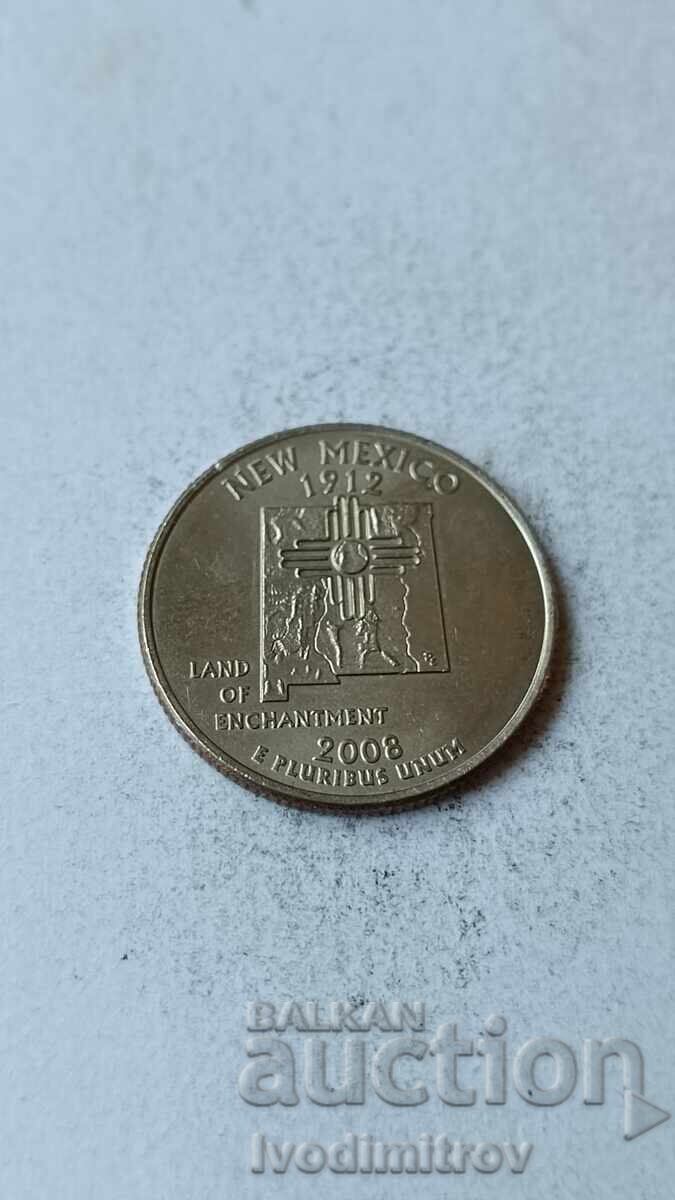 NEW MEXICO
1912
LAND
OF
ENCHANTMENT
2008
E PLURIBUS UNUM
BALKAN
auction
Ivodimitrov